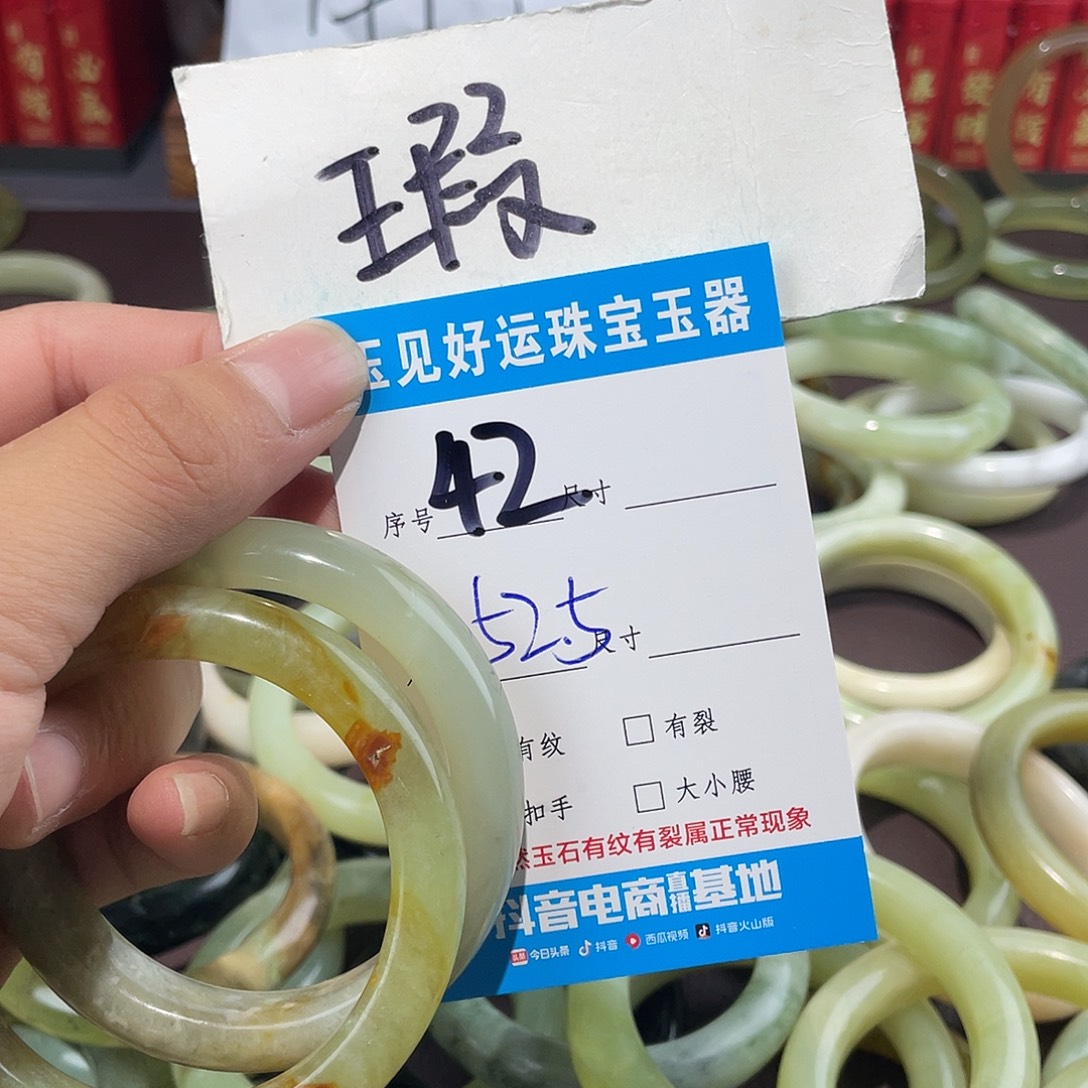 瑕
玉见好运珠宝玉器
序号 42 尺寸
52.5 尺寸
有纹 有裂
扣手 大小腰
然玉石有纹有裂属正常现象
抖音电商直播基地
头条 今日头条 抖音 西瓜视频 抖音火山版